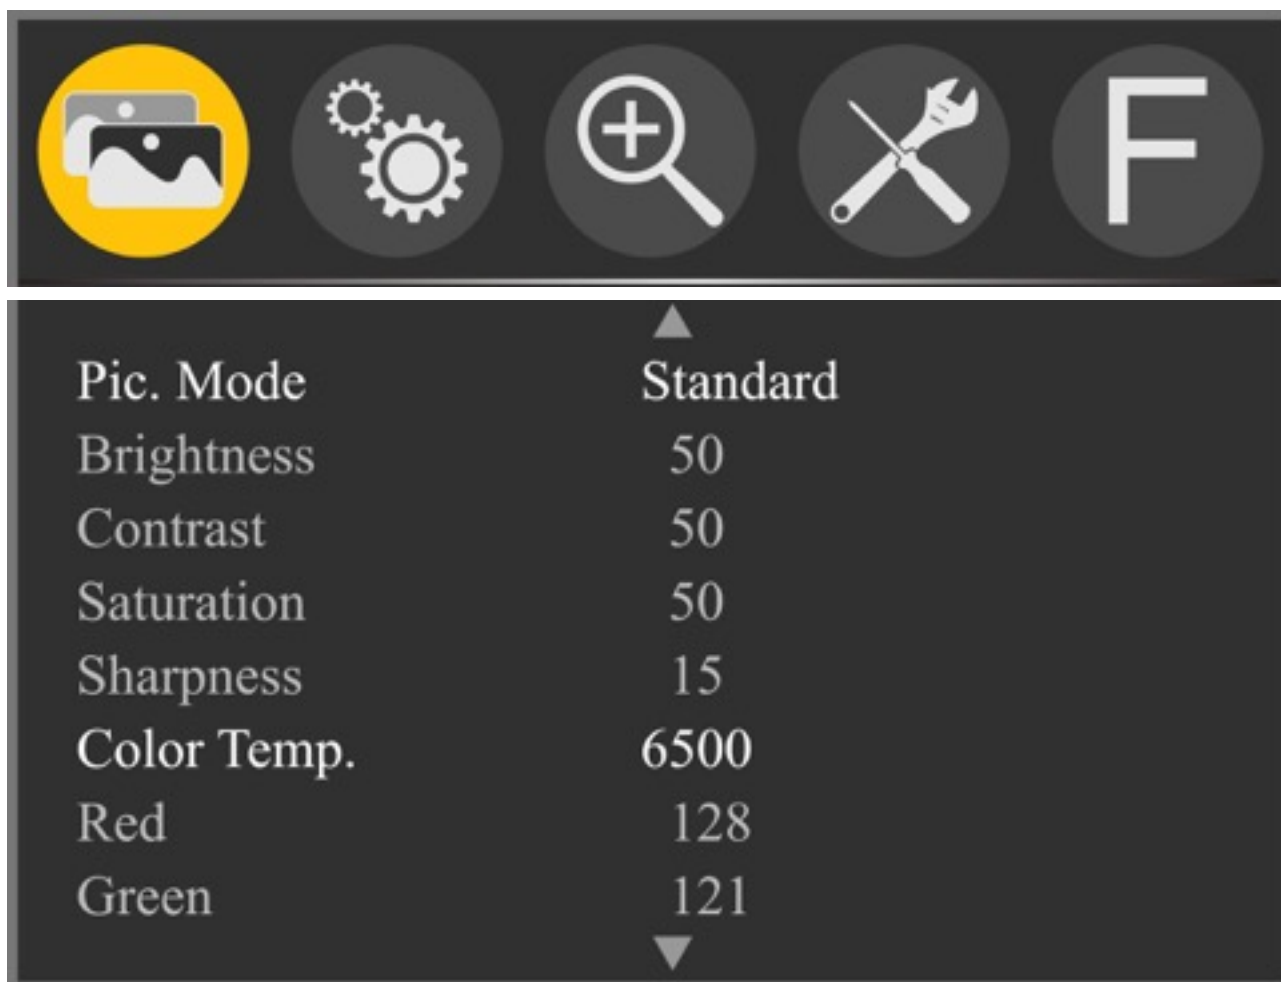 F
Pic. Mode Standard
Brightness 50
Contrast 50
Saturation 50
Sharpness 15
Color Temp. 6500
Red 128
Green 121